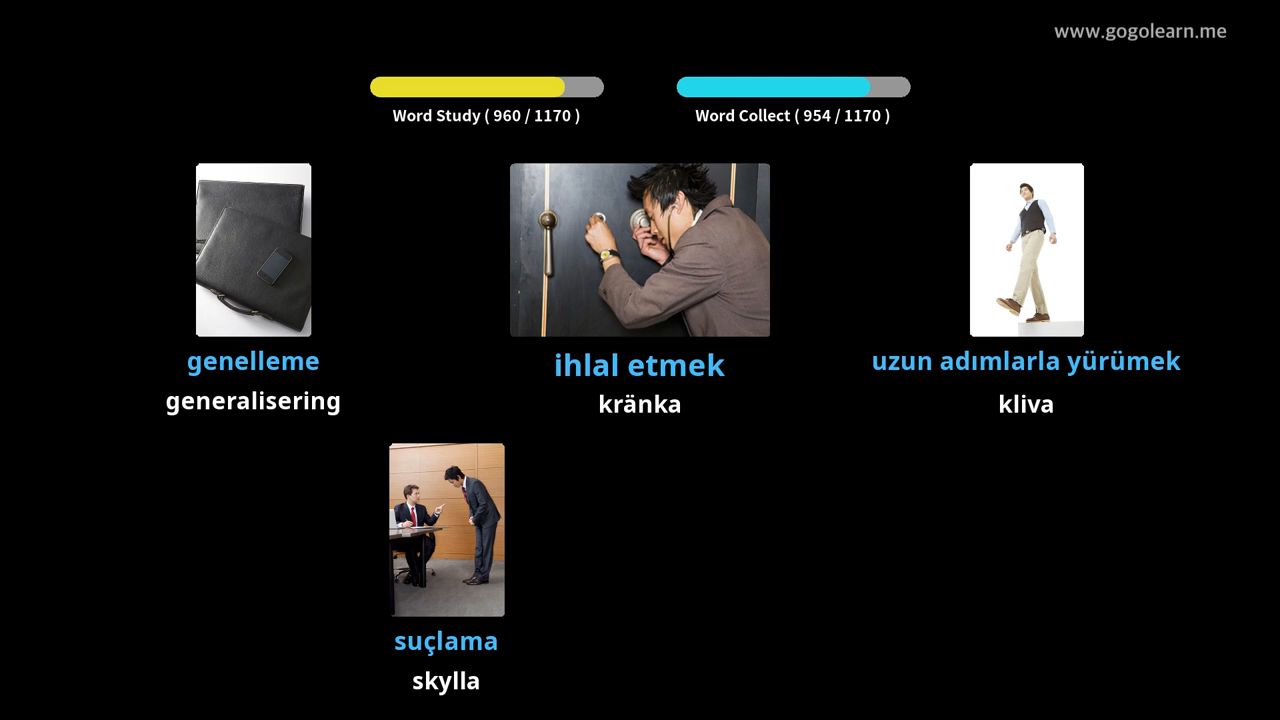 www.gogolearn.me
Word Study ( 960 / 1170 )
Word Collect ( 954 / 1170 )
genelleme
generalisering
ihlal etmek
kränka
uzun adımlarla yürümek
kliva
suçlama
skylla